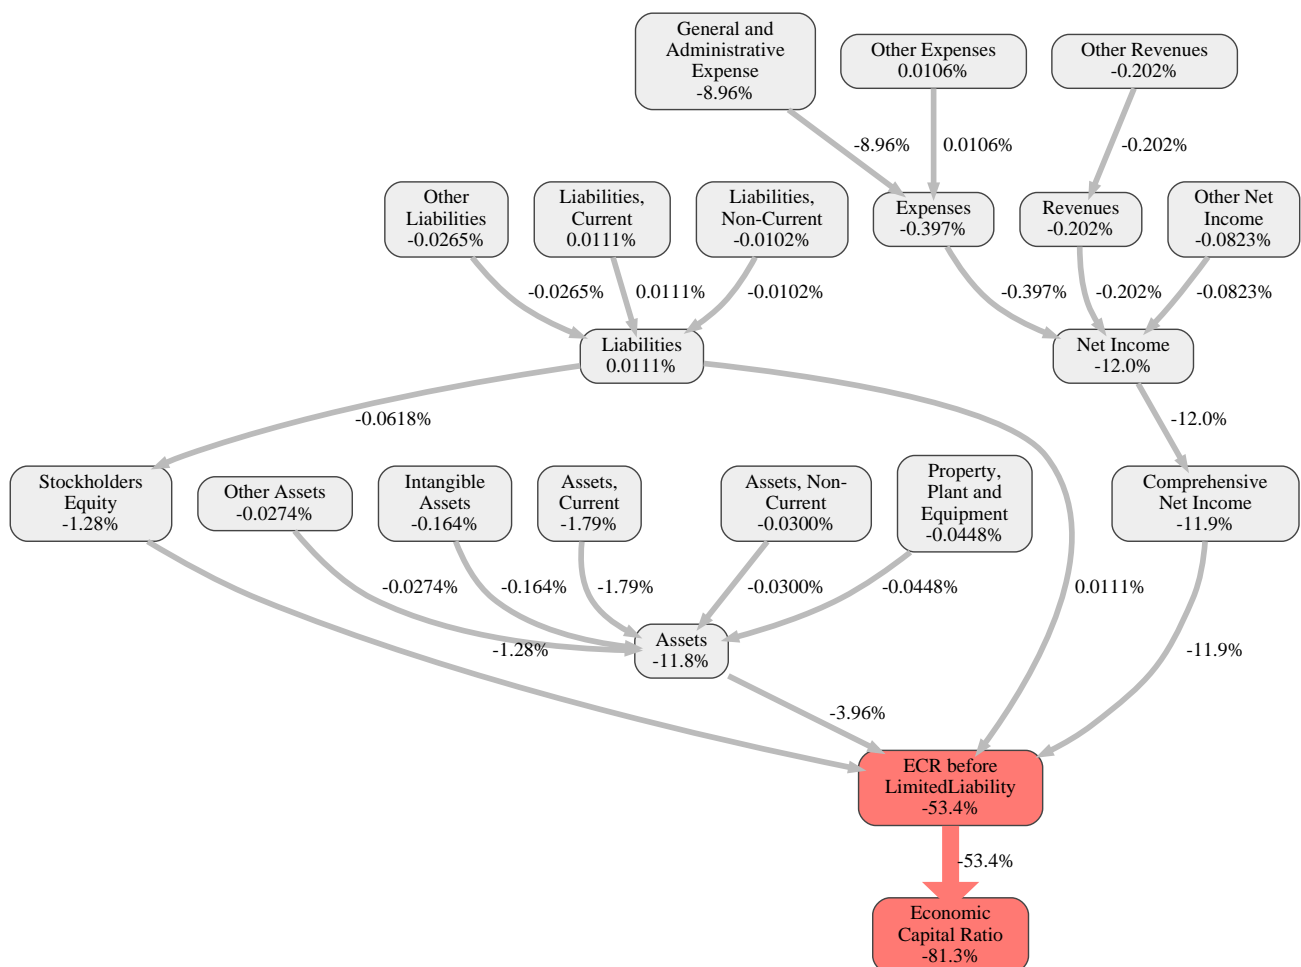 General and
Administrative
Expense
-8.96%
Other Expenses
0.0106%
Other Revenues
-0.202%
-8.96%
0.0106%
-0.202%
Other
Liabilities
-0.0265%
Liabilities,
Current
0.0111%
Liabilities,
Non-Current
-0.0102%
Expenses
-0.397%
Revenues
-0.202%
Other Net
Income
-0.0823%
-0.0265%
0.0111%
-0.0102%
-0.397%
-0.202%
-0.0823%
Liabilities
0.0111%
Net Income
-12.0%
-0.0618%
-12.0%
Stockholders
Equity
-1.28%
Other Assets
-0.0274%
Intangible
Assets
-0.164%
Assets,
Current
-1.79%
Assets, Non-
Current
-0.0300%
Property,
Plant and
Equipment
-0.0448%
Comprehensive
Net Income
-11.9%
-0.0274%
-0.164%
-1.79%
-0.0300%
-0.0448%
0.0111%
-1.28%
Assets
-11.8%
-11.9%
-3.96%
ECR before
LimitedLiability
-53.4%
-53.4%
Economic
Capital Ratio
-81.3%